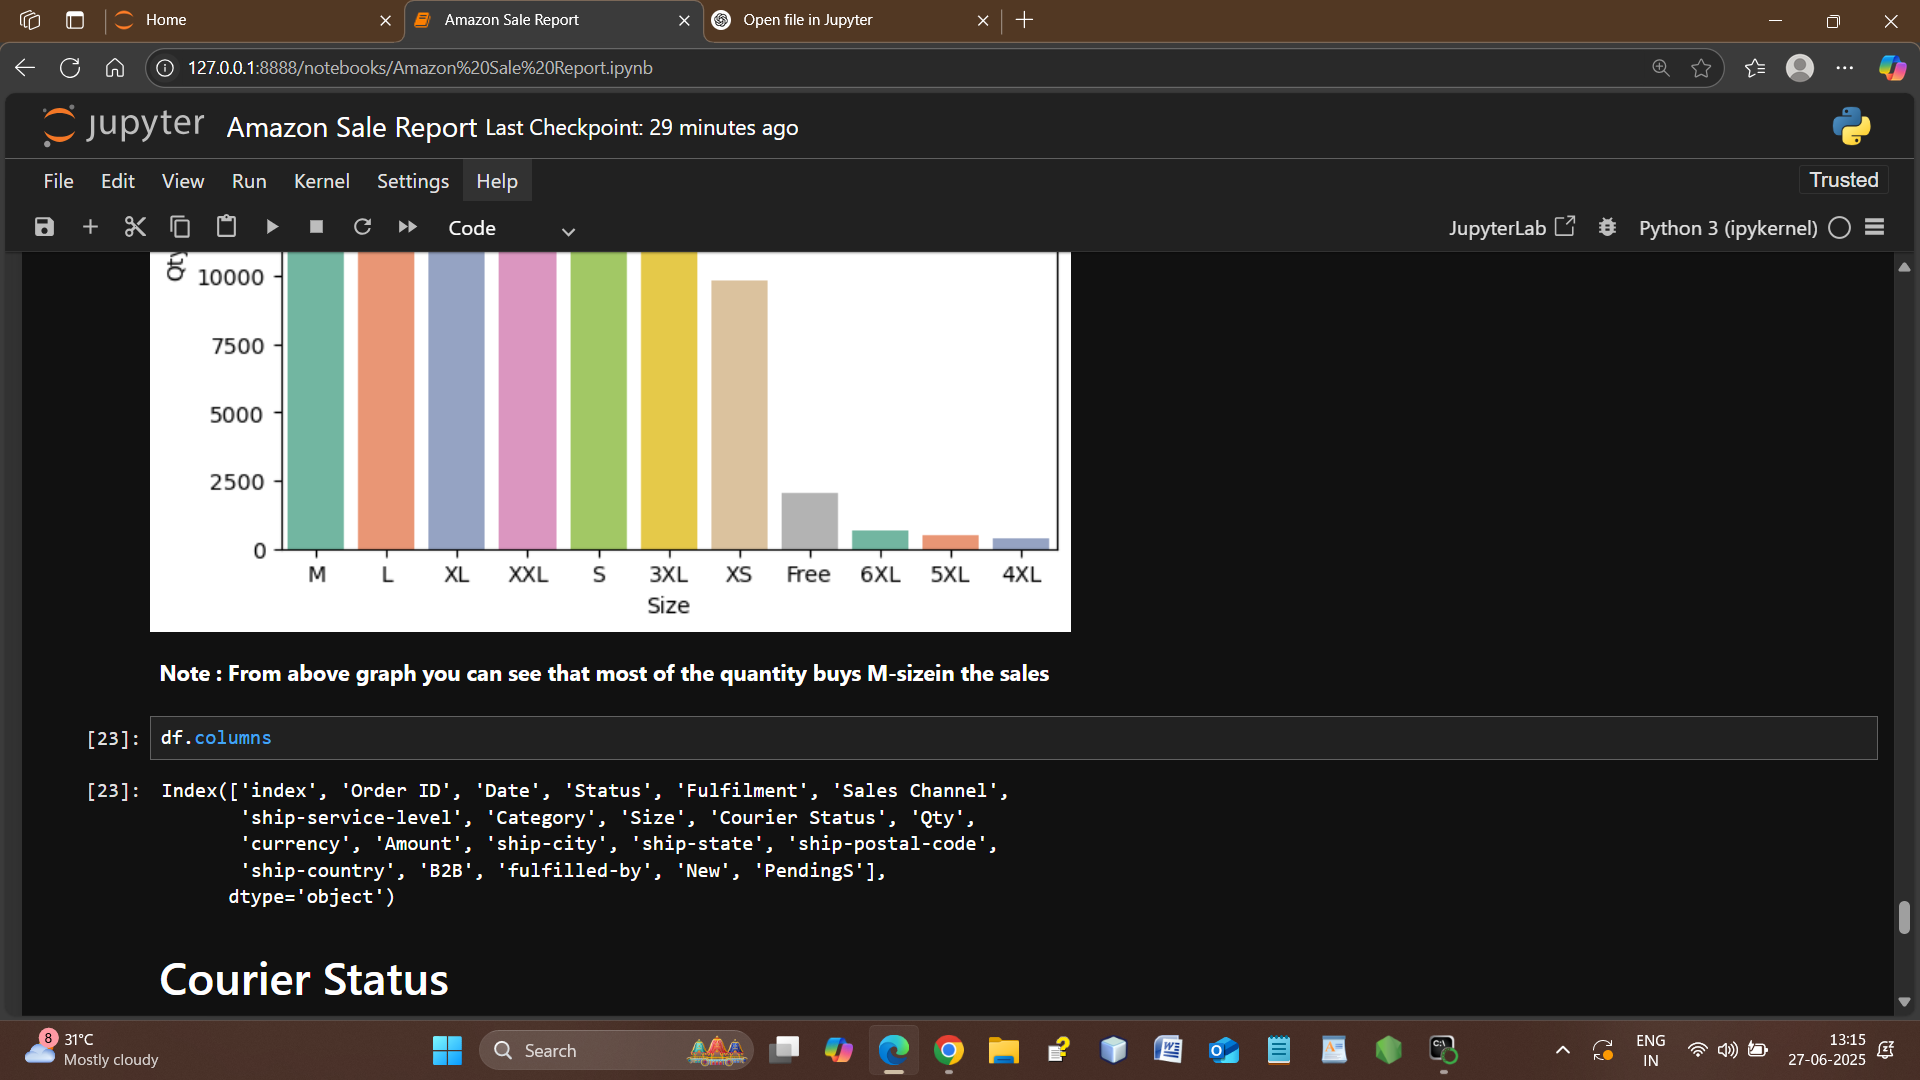 Home
Amazon Sale Report
Open file in Jupyter
127.0.0.1:8888/notebooks/Amazon%20Sale%20Report.ipynb
jupyter Amazon Sale Report Last Checkpoint: 29 minutes ago
File Edit View Run Kernel Settings Help Trusted
Code JupyterLab Python 3 (ipykernel)
Qty
10000
7500
5000
2500
0
M L XL XXL S 3XL XS Free 6XL 5XL 4XL
Size
Note : From above graph you can see that most of the quantity buys M-sizein the sales
[23]: df.columns
[23]: Index(['index', 'Order ID', 'Date', 'Status', 'Fulfilment', 'Sales Channel',
'ship-service-level', 'Category', 'Size', 'Courier Status', 'Qty',
'currency', 'Amount', 'ship-city', 'ship-state', 'ship-postal-code',
'ship-country', 'B2B', 'fulfilled-by', 'New', 'PendingS'],
dtype='object')
Courier Status
8
31°C
Mostly cloudy
Search
ENG
IN
13:15
27-06-2025